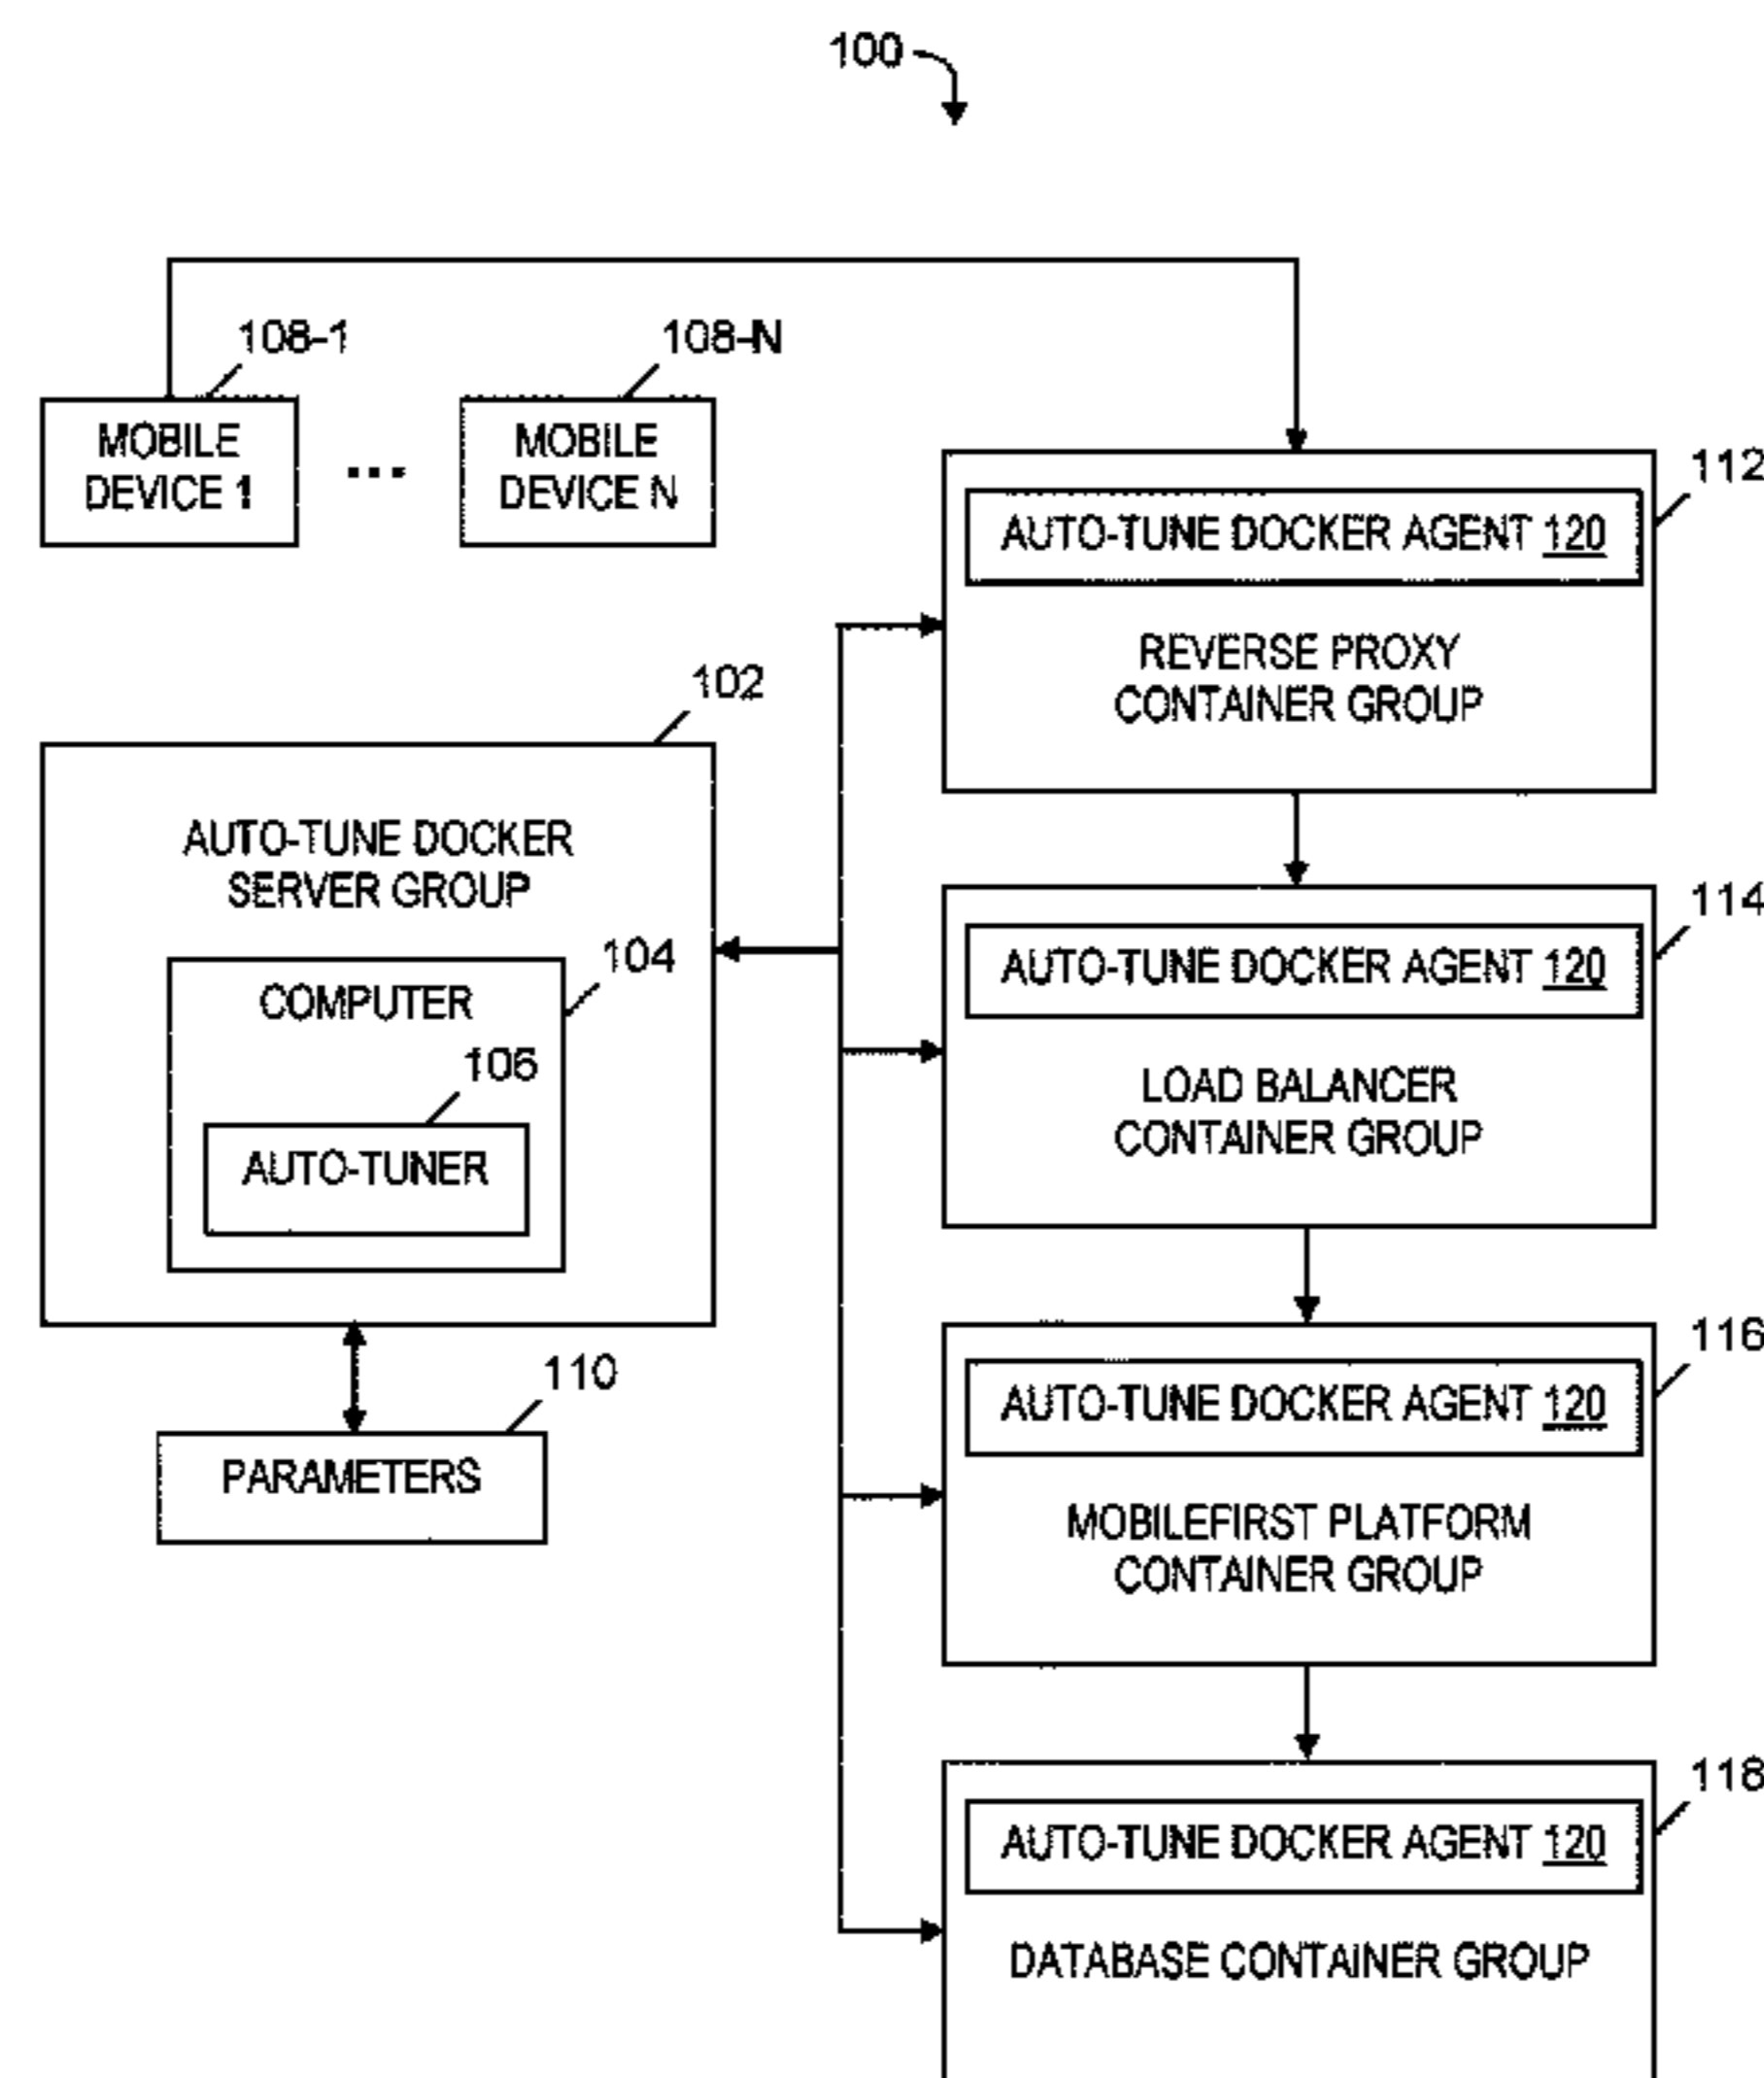 100
108-1
108-N
MOBILE
DEVICE 1
...
MOBILE
DEVICE N
112
AUTO-TUNE DOCKER AGENT 120
REVERSE PROXY
CONTAINER GROUP
102
AUTO-TUNE DOCKER
SERVER GROUP
104
COMPUTER
106
AUTO-TUNER
114
AUTO-TUNE DOCKER AGENT 120
LOAD BALANCER
CONTAINER GROUP
110
PARAMETERS
116
AUTO-TUNE DOCKER AGENT 120
MOBILEFIRST PLATFORM
CONTAINER GROUP
118
AUTO-TUNE DOCKER AGENT 120
DATABASE CONTAINER GROUP